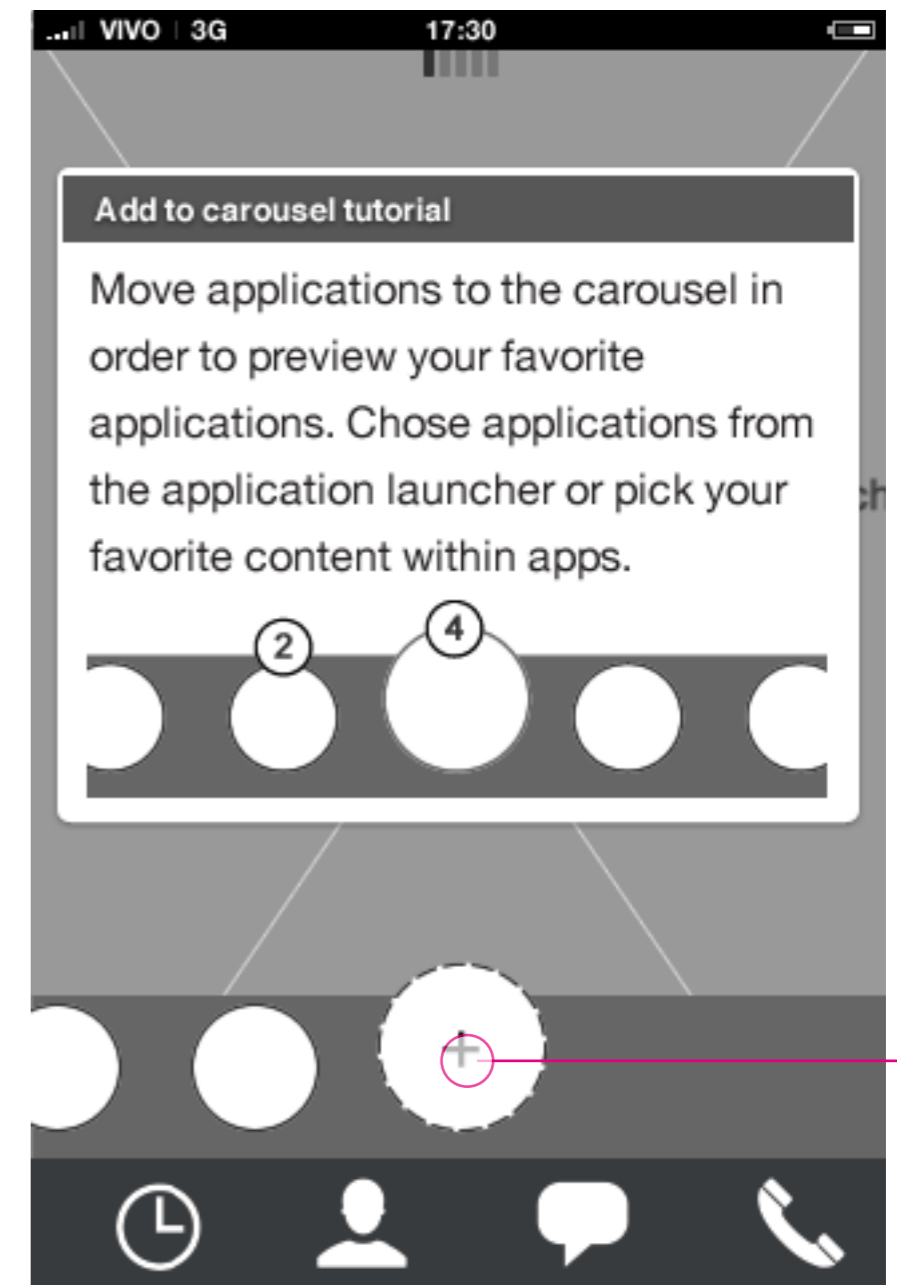 VIVO 3G 17:30
Add to carousel tutorial
Move applications to the carousel in
order to preview your favorite
applications. Chose applications from
the application launcher or pick your
favorite content within apps.
ch
2 4
+